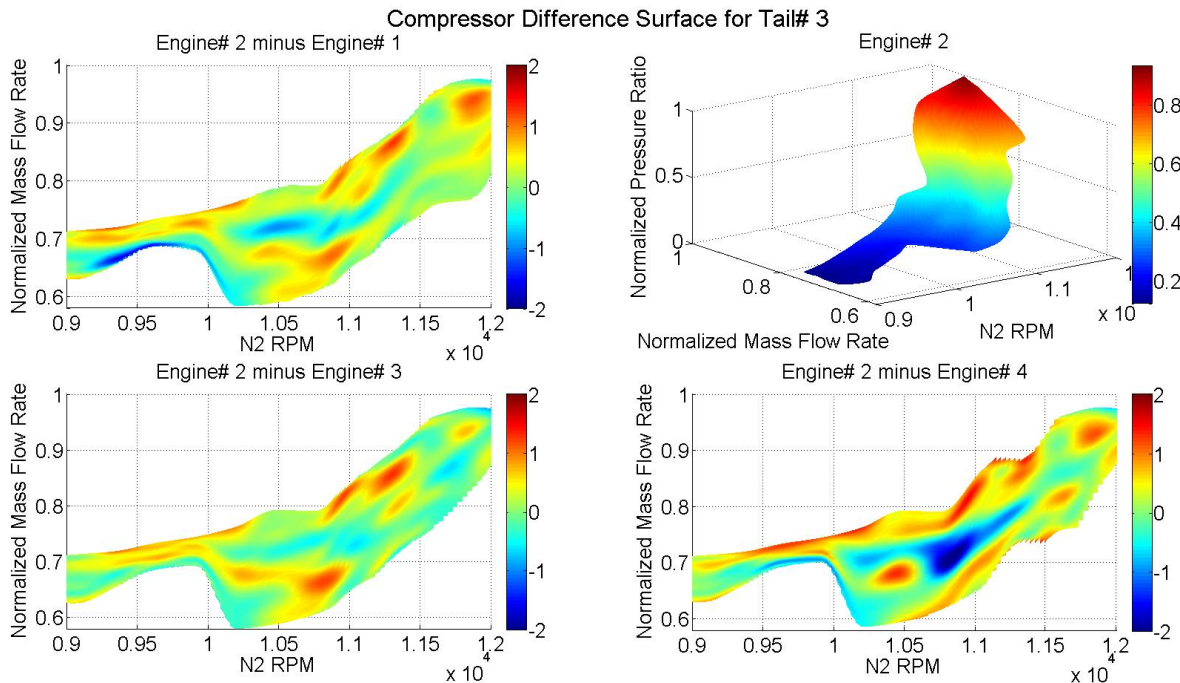 Compressor Difference Surface for Tail# 3
Engine# 2 minus Engine# 1
Normalized Mass Flow Rate
1
0.9
0.8
0.7
0.6
0.9 0.95 1 1.05 1.1 1.15 1.2
N2 RPM
x 10 4
2
1
0
-1
-2
Engine# 2
Normalized Pressure Ratio
1
0.5
0
1
0.8
0.6
0.9
1
1.1
x 10
Normalized Mass Flow Rate
N2 RPM
0.8
0.6
0.4
0.2
Engine# 2 minus Engine# 3
Normalized Mass Flow Rate
1
0.9
0.8
0.7
0.6
0.9 0.95 1 1.05 1.1 1.15 1.2
N2 RPM
x 10 4
2
1
0
-1
-2
Engine# 2 minus Engine# 4
Normalized Mass Flow Rate
1
0.9
0.8
0.7
0.6
0.9 0.95 1 1.05 1.1 1.15 1.2
N2 RPM
x 10 4
2
1
0
-1
-2